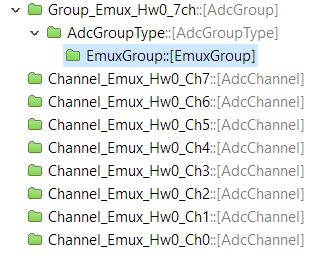 Group_Emux_Hw0_7ch::[AdcGroup]
AdcGroupType::[AdcGroupType]
EmuxGroup::[EmuxGroup]
Channel_Emux_Hw0_Ch7::[AdcChannel]
Channel_Emux_Hw0_Ch6::[AdcChannel]
Channel_Emux_Hw0_Ch5::[AdcChannel]
Channel_Emux_Hw0_Ch4::[AdcChannel]
Channel_Emux_Hw0_Ch3::[AdcChannel]
Channel_Emux_Hw0_Ch2::[AdcChannel]
Channel_Emux_Hw0_Ch1::[AdcChannel]
Channel_Emux_Hw0_Ch0::[AdcChannel]